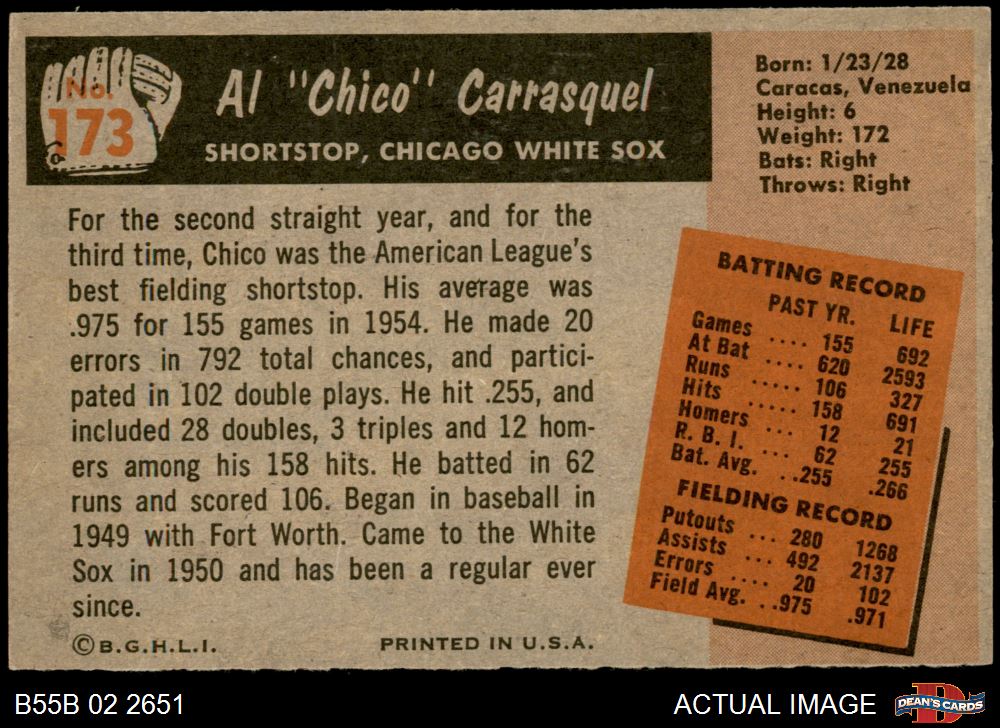 No.
173
Al "Chico" Carrasquel
SHORTSTOP, CHICAGO WHITE SOX
Born: 1/23/28
Caracas, Venezuela
Height: 6
Weight: 172
Bats: Right
Throws: Right
For the second straight year, and for the
third time, Chico was the American League's
best fielding shortstop. His average was
.975 for 155 games in 1954. He made 20
errors in 792 total chances, and partici-
pated in 102 double plays. He hit .255, and
included 28 doubles, 3 triples and 12 hom-
ers among his 158 hits. He batted in 62
runs and scored 106. Began in baseball in
1949 with Fort Worth. Came to the White
Sox in 1950 and has been a regular ever
since.
©B.G.H.L.I.
PRINTED IN U.S.A.
BATTING RECORD
PAST YR. LIFE
Games .... 155 692
At Bat .... 620 2593
Runs ..... 106 327
Hits ..... 158 691
Homers ... 12 21
R. B. I. ... 62 255
Bat. Avg. ..255 .266
FIELDING RECORD
Putouts ... 280 1268
Assists ... 492 2137
Errors .... 20 102
Field Avg. ..975 .971
B55B 02 2651
ACTUAL IMAGE
DEAN'S CARDS